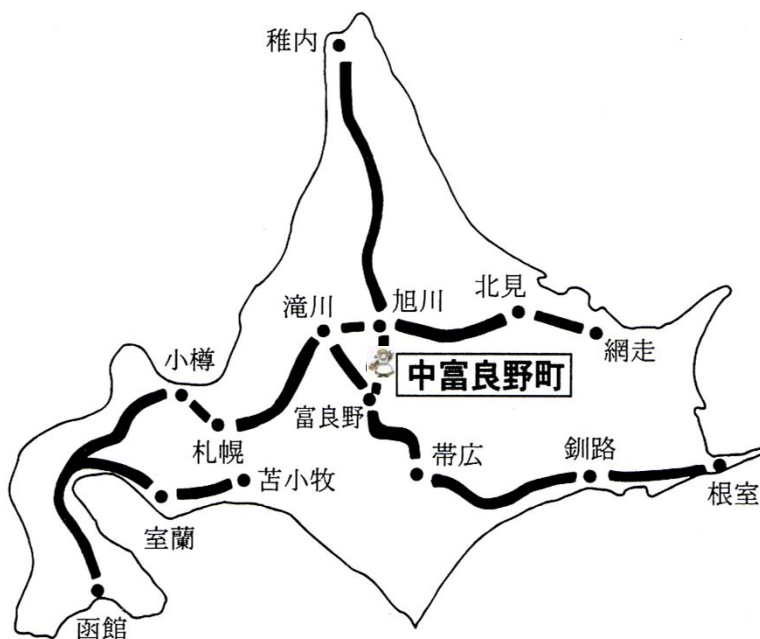 稚内
北見
旭川
滝川
網走
小樽
中富良野町
富良野
札幌
帯広
釧路
苫小牧
根室
室蘭
函館